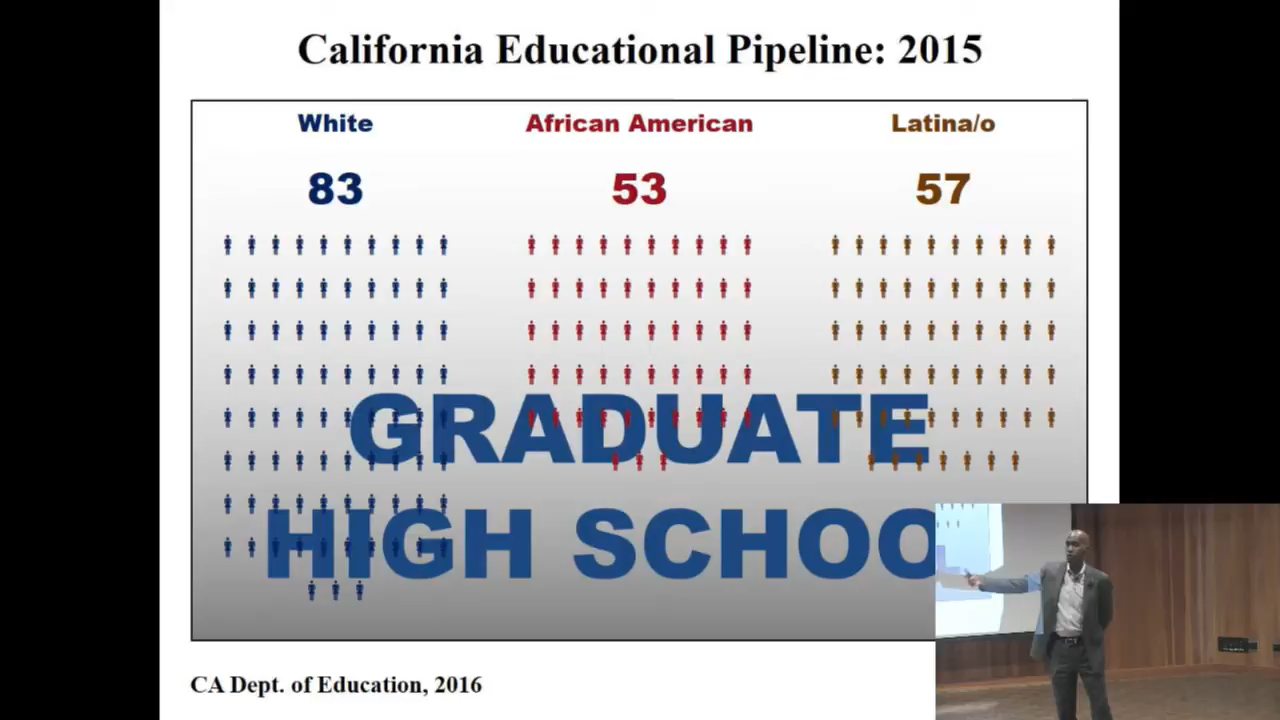 California Educational Pipeline: 2015
White African American Latina/o
83 53 57
GRADUATE
HIGH SCHOO
CA Dept. of Education, 2016